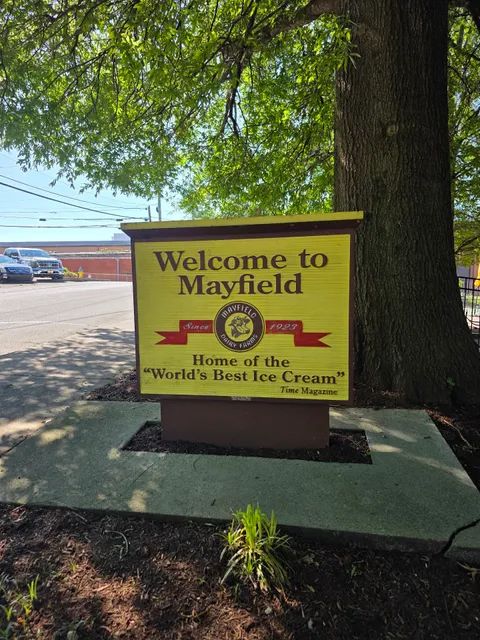 Welcome to
Mayfield
MAYFIELD
Since 1923
DAIRY FARMS
Home of the
"World's Best Ice Cream"
Time Magazine